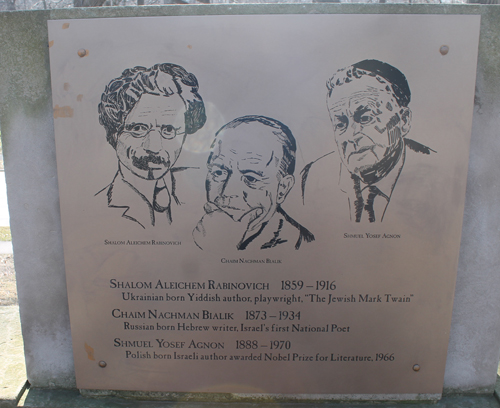 Shalom Aleichem Rabinovich
Chaim Nachman Bialik
Shmuel Yosef Agnon
Shalom Aleichem Rabinovich 1859 – 1916
Ukrainian born Yiddish author, playwright, "The Jewish Mark Twain"
Chaim Nachman Bialik 1873 – 1934
Russian born Hebrew writer, Israel's first National Poet
Shmuel Yosef Agnon 1888 – 1970
Polish born Israeli author awarded Nobel Prize for Literature, 1966